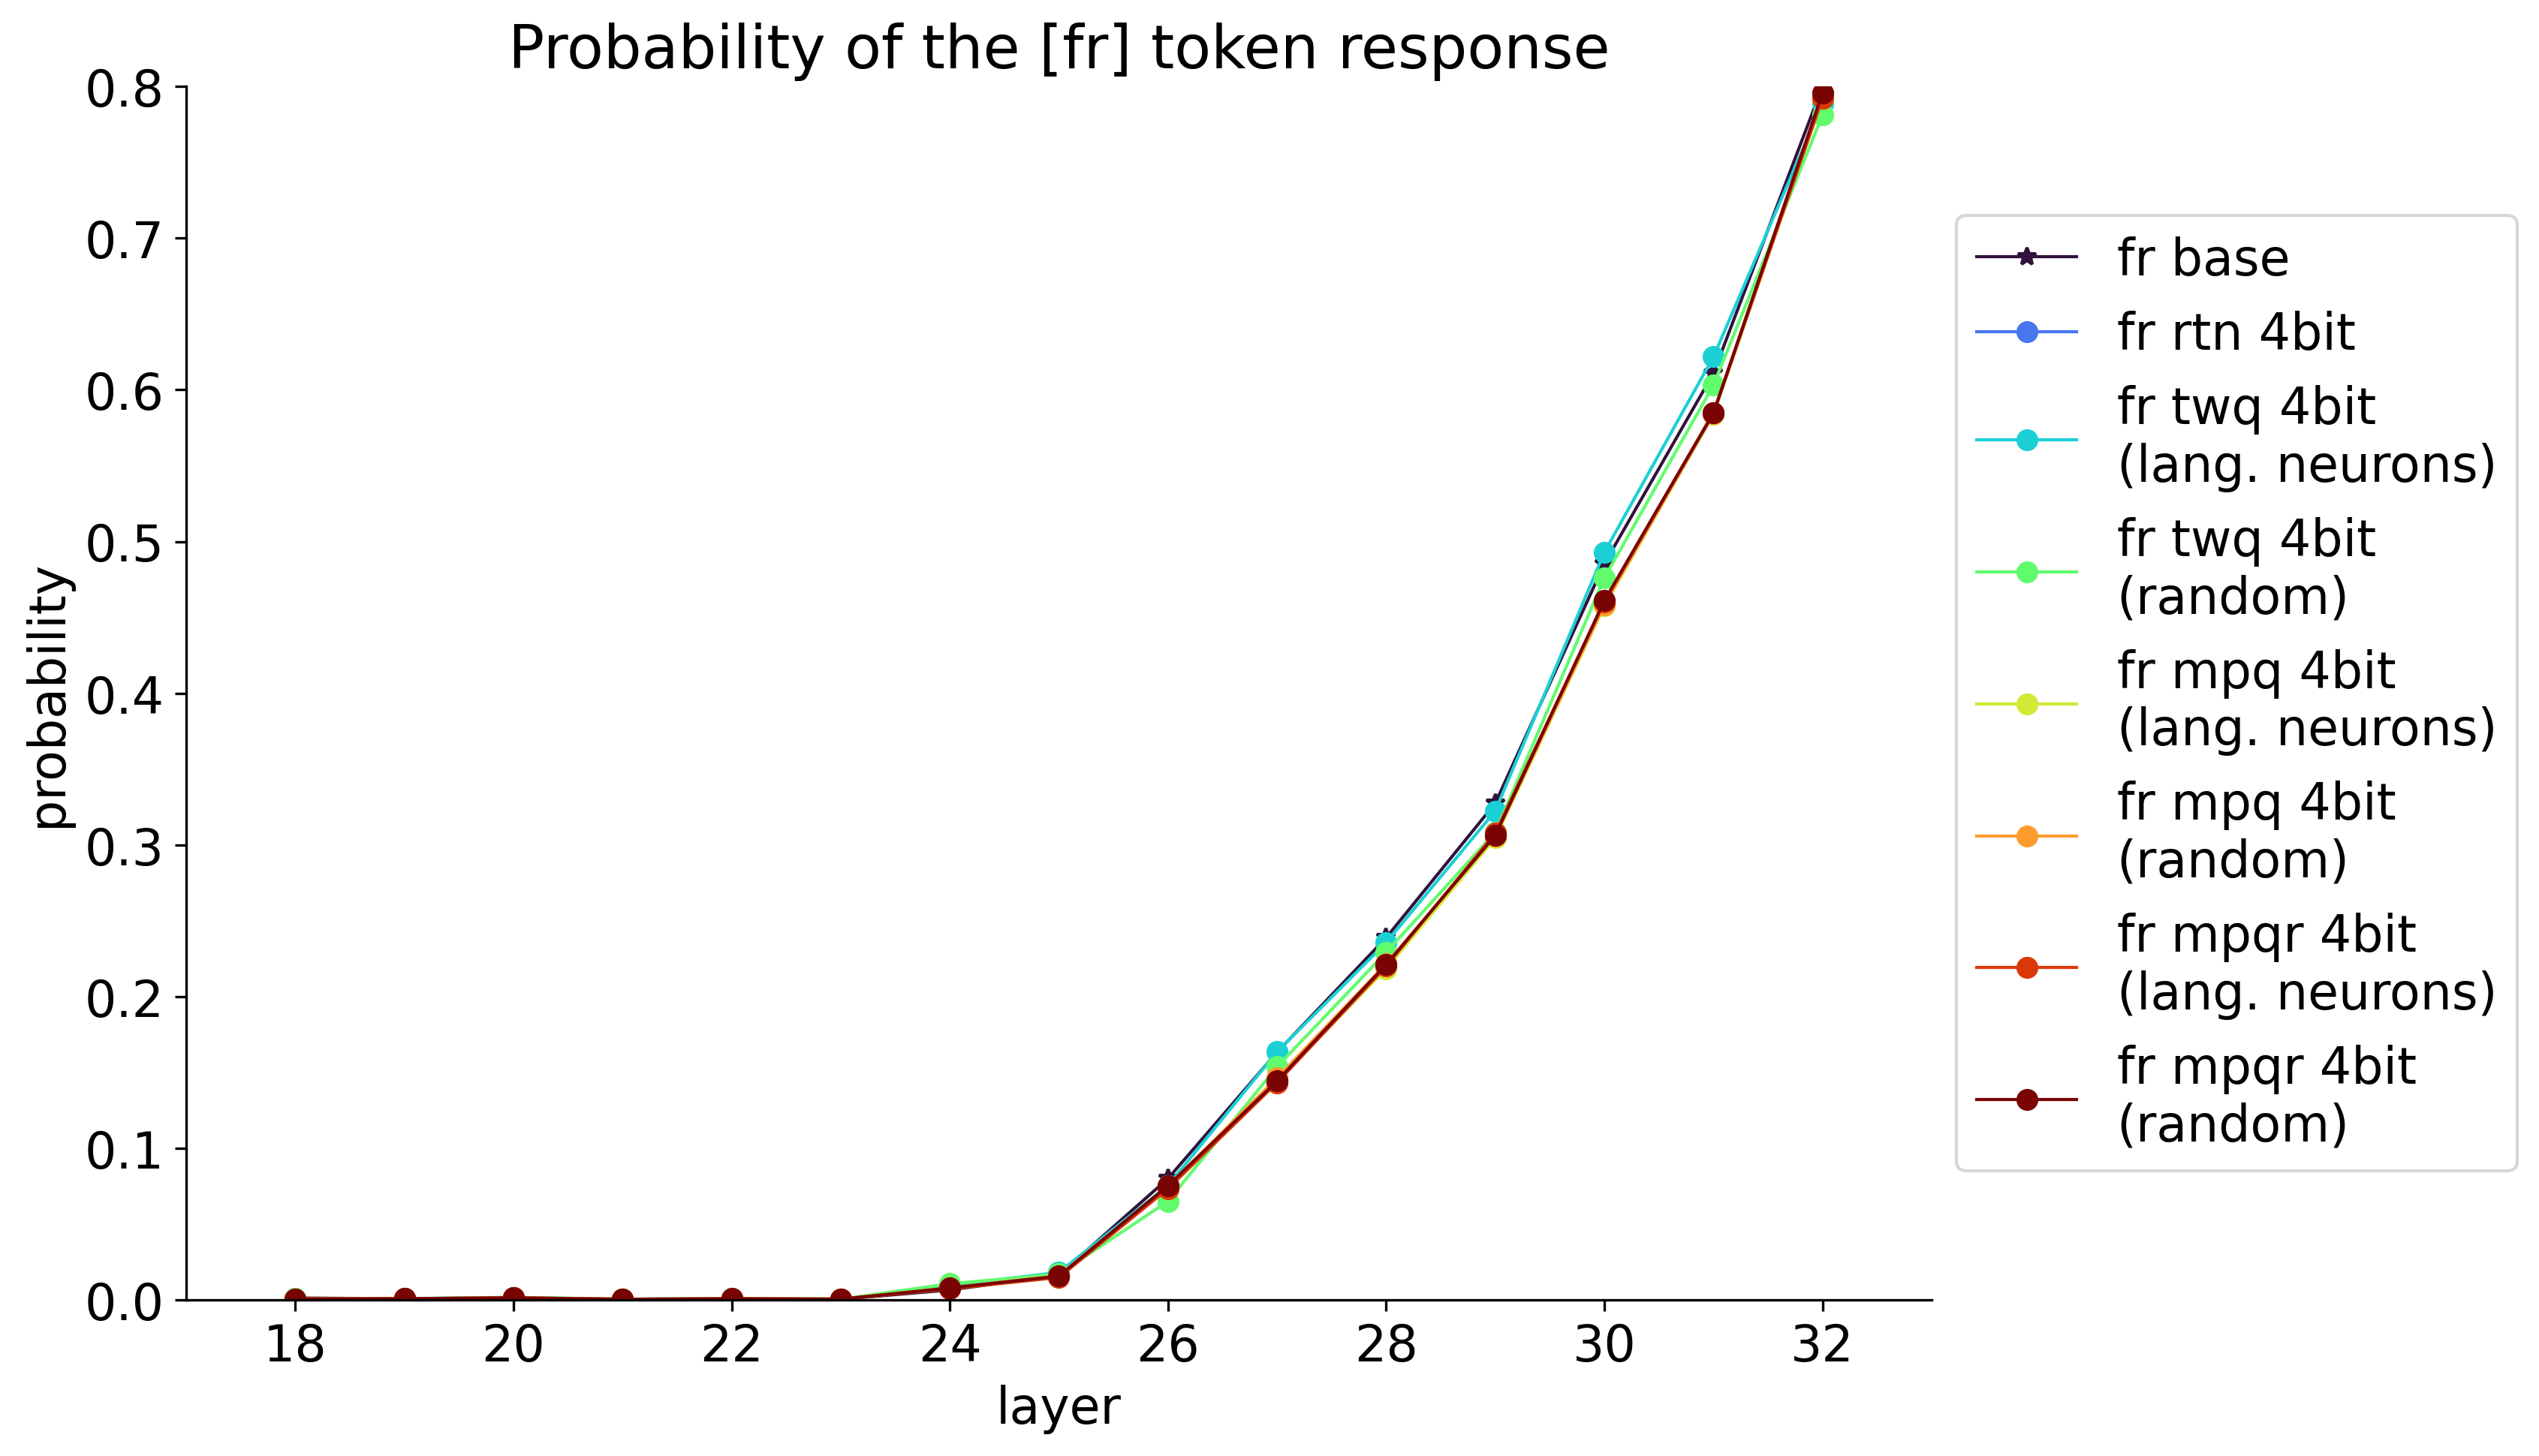 Probability of the [fr] token response
probability
0.8
0.7
0.6
0.5
0.4
0.3
0.2
0.1
0.0
18
20
22
24
26
28
30
32
layer
fr base
fr rtn 4bit
fr twq 4bit
(lang. neurons)
fr twq 4bit
(random)
fr mpq 4bit
(lang. neurons)
fr mpq 4bit
(random)
fr mpqr 4bit
(lang. neurons)
fr mpqr 4bit
(random)